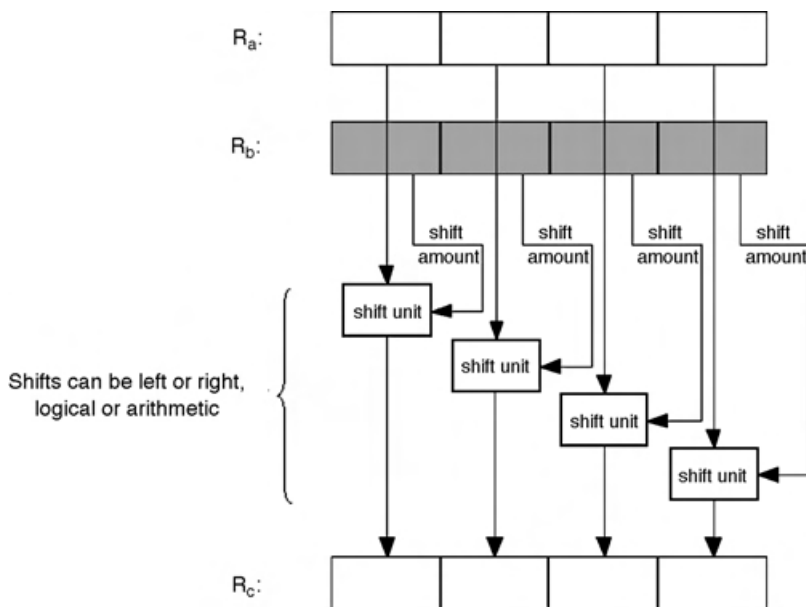 Ra:
Rb:
shift
amount
shift
amount
shift
amount
shift
amount
shift unit
shift unit
shift unit
shift unit
Shifts can be left or right,
logical or arithmetic
Rc: